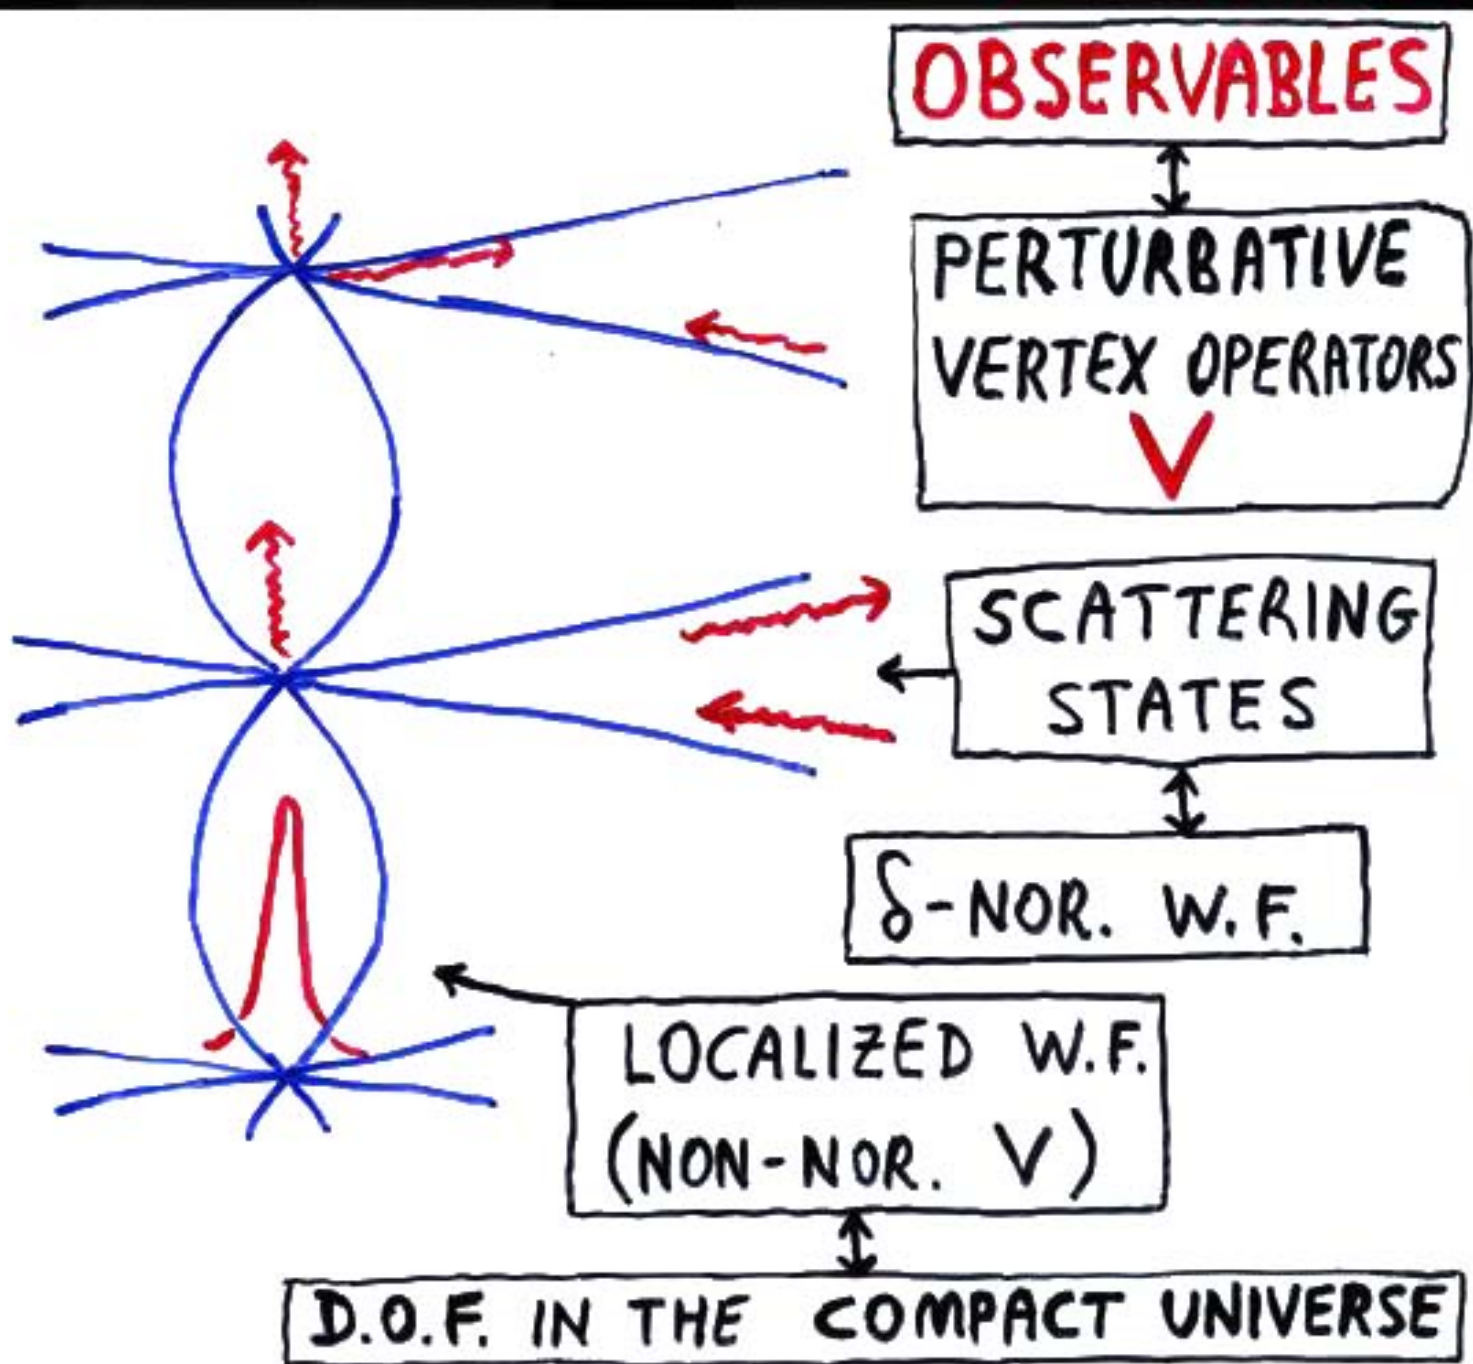 OBSERVABLES
PERTURBATIVE
VERTEX OPERATORS
V
SCATTERING
STATES
δ-NOR. W.F.
LOCALIZED W.F.
(NON-NOR. V)
D.O.F. IN THE COMPACT UNIVERSE